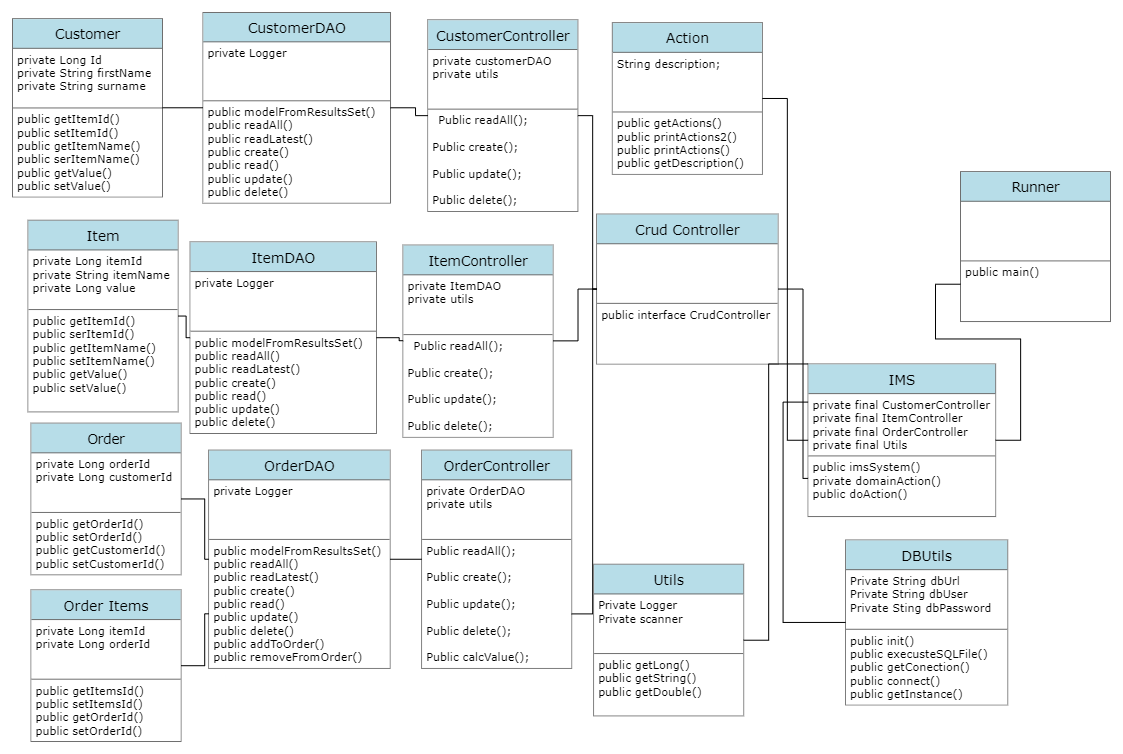 Customer
private Long Id
private String firstName
private String surname
public getItemId()
public setItemId()
public getItemName()
public serItemName()
public getValue()
public setValue()
CustomerDAO
private Logger
public modelFromResultsSet()
public readAll()
public readLatest()
public create()
public read()
public update()
public delete()
CustomerController
private customerDAO
private utils
Public readAll();
Public create();
Public update();
Public delete();
Action
String description;
public getActions()
public printActions2()
public printActions()
public getDescription()
Runner
public main()
Item
private Long itemId
private String itemName
private Long value
public getItemId()
public serItemId()
public getItemName()
public setItemName()
public getValue()
public setValue()
ItemDAO
private Logger
public modelFromResultsSet()
public readAll()
public readLatest()
public create()
public read()
public update()
public delete()
ItemController
private ItemDAO
private utils
Public readAll();
Public create();
Public update();
Public delete();
Crud Controller
public interface CrudController
IMS
private final CustomerController
private final ItemController
private final OrderController
private final Utils
public imsSystem()
private domainAction()
public doAction()
Order
private Long orderId
private Long customerId
public getOrderId()
public setOrderId()
public getCustomerId()
public setCustomerId()
OrderDAO
private Logger
public modelFromResultsSet()
public readAll()
public readLatest()
public create()
public read()
public update()
public delete()
public addToOrder()
public removeFromOrder()
OrderController
private OrderDAO
private utils
Public readAll();
Public create();
Public update();
Public delete();
Public calcValue();
Utils
Private Logger
Private scanner
public getLong()
public getString()
public getDouble()
DBUtils
Private String dbUrl
Private String dbUser
Private Sting dbPassword
public init()
public execusteSQLFile()
public getConection()
public connect()
public getInstance()
Order Items
private Long itemId
private Long orderId
public getItemsId()
public setItemsId()
public getOrderId()
public setOrderId()